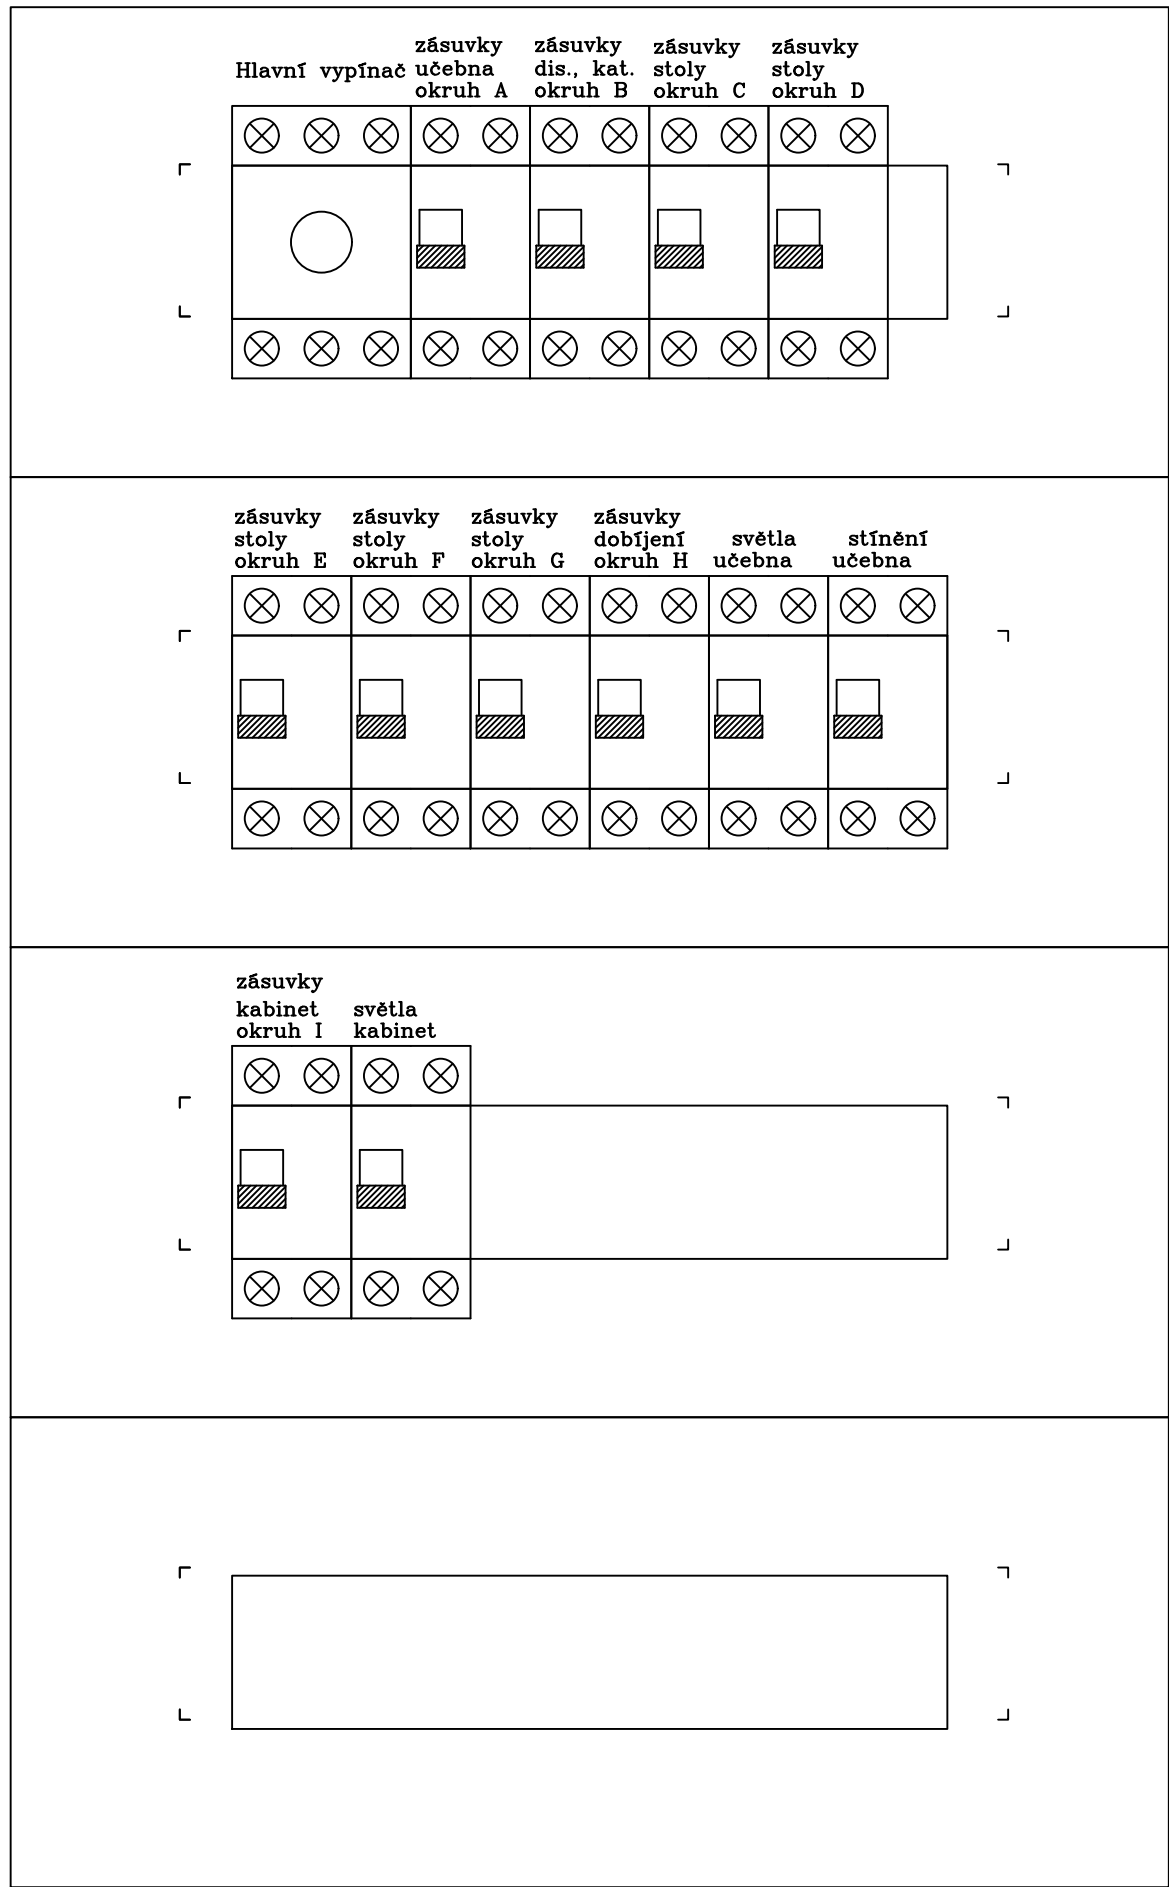 Hlavní vypínač
zásuvky
učebna
okruh A
zásuvky
dis., kat.
okruh B
zásuvky
stoly
okruh C
zásuvky
stoly
okruh D
zásuvky
stoly
okruh E
zásuvky
stoly
okruh F
zásuvky
stoly
okruh G
zásuvky
dobíjení
okruh H
světla
učebna
stínění
učebna
zásuvky
kabinet
okruh I
světla
kabinet